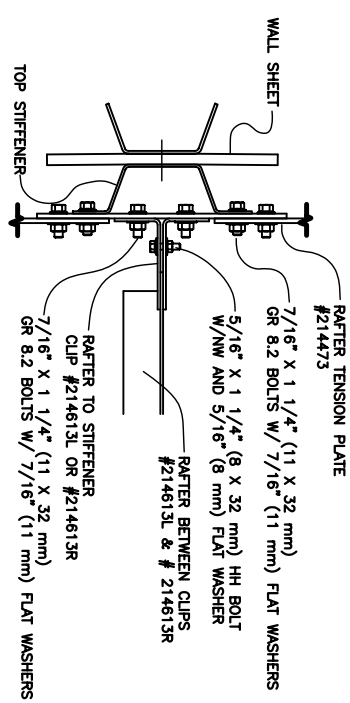 WALL SHEET
TOP STIFFENER
RAFTER TENSION PLATE
#214473
7/16" X 1 1/4" (11 X 32 mm)
GR 8.2 BOLTS W/ 7/16" (11 mm) FLAT WASHERS
5/16" X 1 1/4" (8 X 32 mm) HH BOLT
W/NW AND 5/16" (8 mm) FLAT WASHER
RAFTER BETWEEN CLIPS
#214613L & # 214613R
RAFTER TO STIFFENER
CLIP #214613L OR #214613R
7/16" X 1 1/4" (11 X 32 mm)
GR 8.2 BOLTS W/ 7/16" (11 mm) FLAT WASHERS